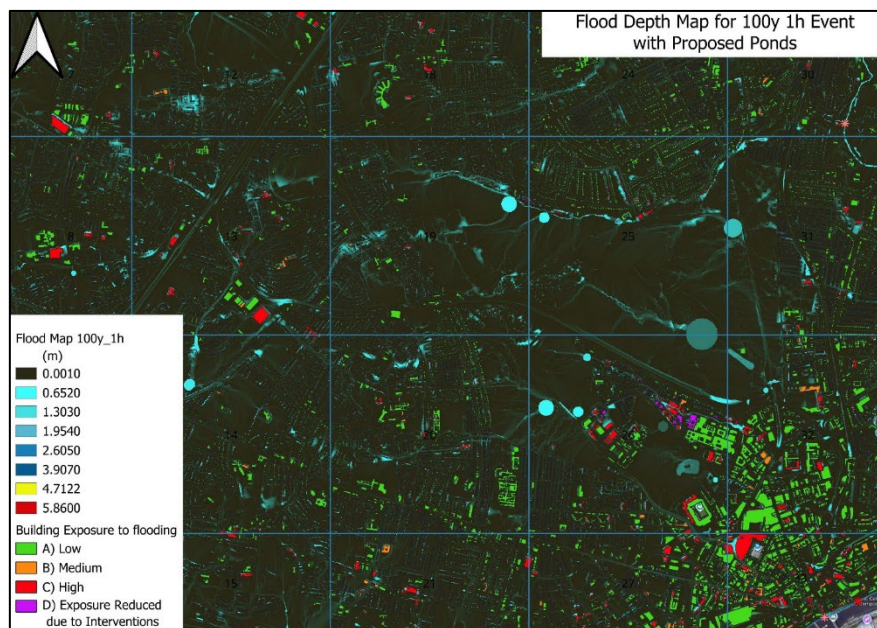 Flood Depth Map for 100y 1h Event
with Proposed Ponds
7
12
18
24
30
8
13
19
25
31
14
20
32
15
21
27
Flood Map 100y_1h
(m)
0.0010
0.6520
1.3030
1.9540
2.6050
3.9070
4.7122
5.8600
Building Exposure to flooding
A) Low
B) Medium
C) High
D) Exposure Reduced
due to Interventions